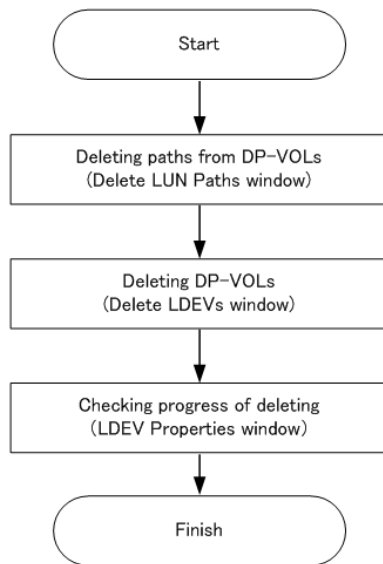 Start
Deleting paths from DP-VOLs
(Delete LUN Paths window)
Deleting DP-VOLs
(Delete LDEVs window)
Checking progress of deleting
(LDEV Properties window)
Finish